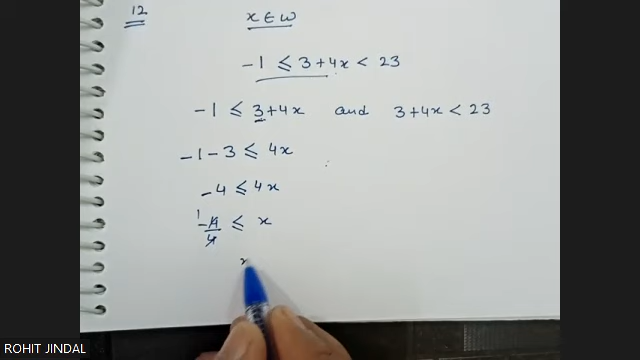 12
x ∈ W
-1 ≤ 3+4x < 23
-1 ≤ 3+4x and 3+4x < 23
-1-3 ≤ 4x
-4 ≤ 4x
1
-4/4 ≤ x
x
ROHIT JINDAL